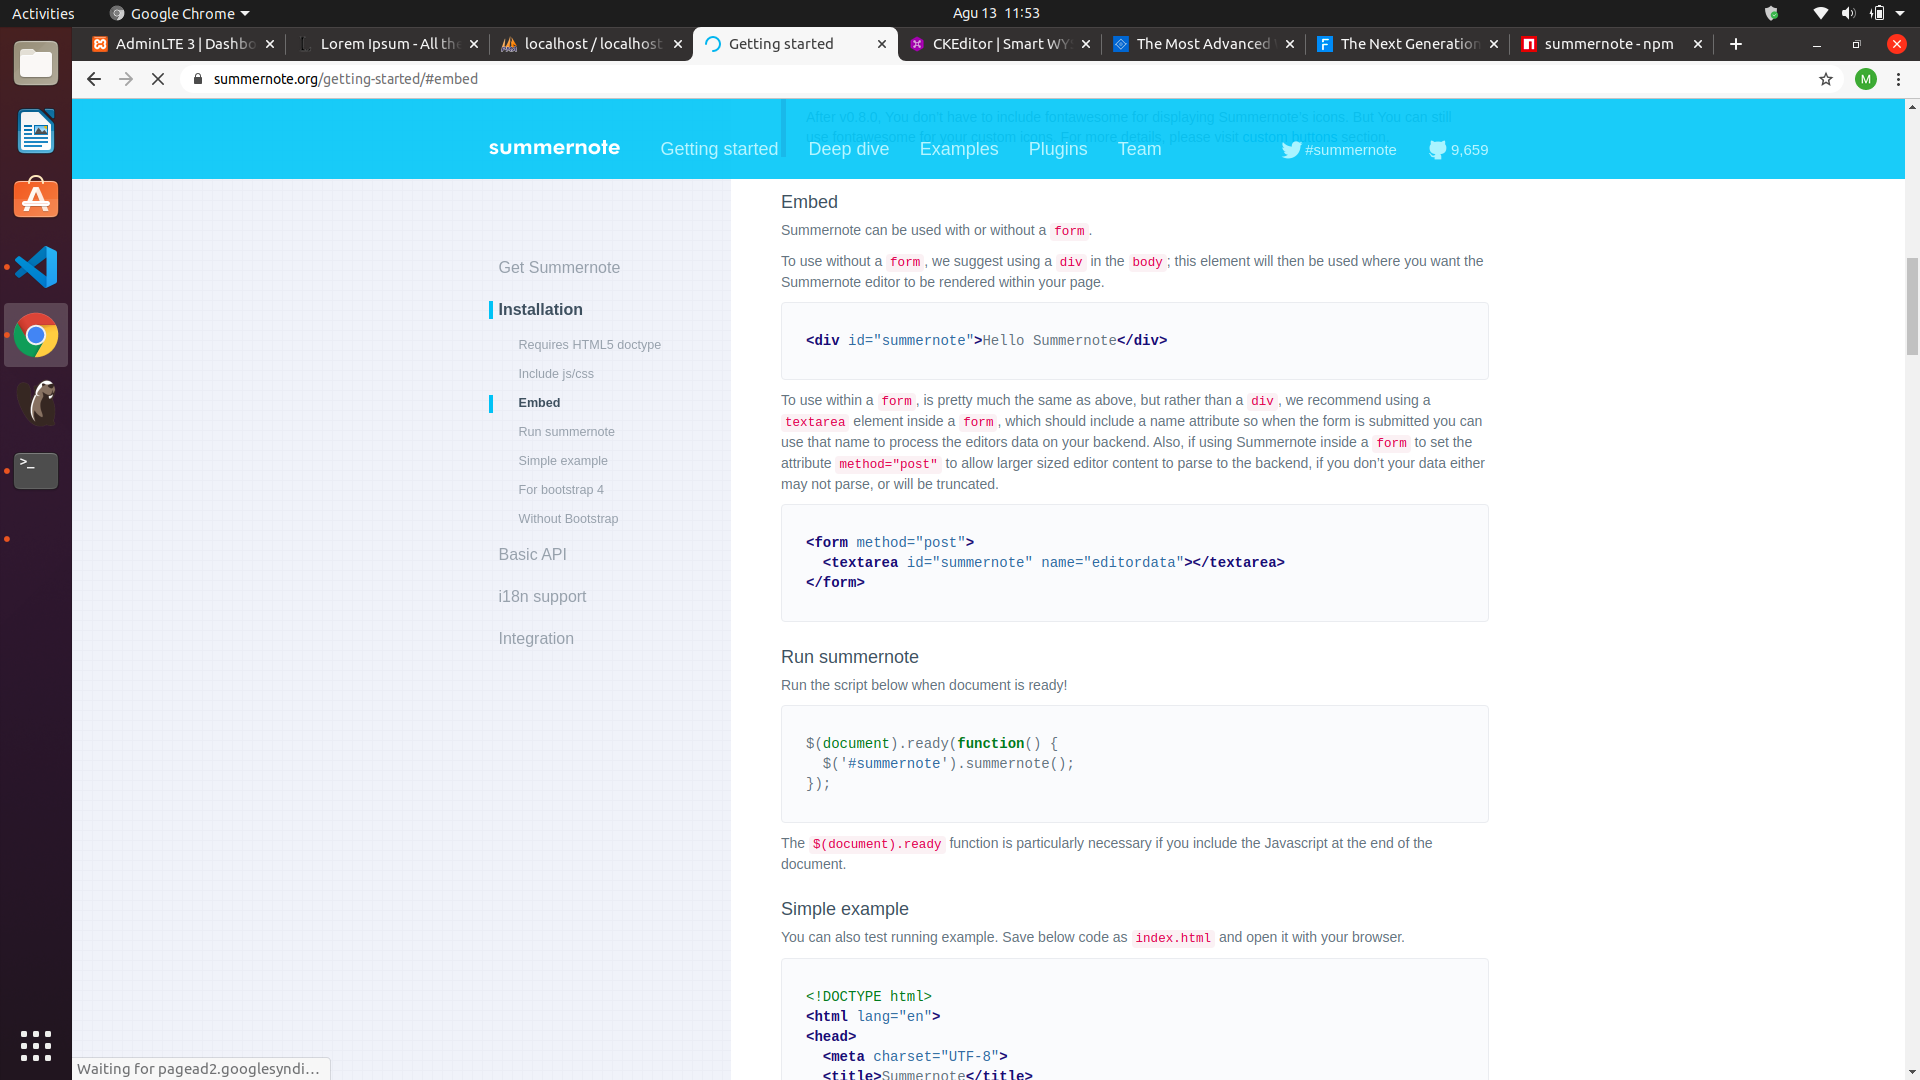 Activities
Google Chrome
Agu 13 11:53
AdminLTE 3 | Dashbo
Lorem Ipsum - All the
localhost / localhost
Getting started
CKEditor | Smart WY
The Most Advanced
The Next Generation
summernote - npm
summernote.org/getting-started/#embed
M
After v0.8.0, You don't have to include fontawesome for displaying Summernote's icons. But You can still
use fontawesome for your custom icons. For more details, please visit custom buttons section.
summernote
Getting started
Deep dive
Examples
Plugins
Team
#summernote
9,659
Get Summernote
Installation
Requires HTML5 doctype
Include js/css
Embed
Run summernote
Simple example
For bootstrap 4
Without Bootstrap
Basic API
i18n support
Integration
Embed
Summernote can be used with or without a form.
To use without a form, we suggest using a div in the body; this element will then be used where you want the
Summernote editor to be rendered within your page.
<div id="summernote">Hello Summernote</div>
To use within a form, is pretty much the same as above, but rather than a div, we recommend using a
textarea element inside a form, which should include a name attribute so when the form is submitted you can
use that name to process the editors data on your backend. Also, if using Summernote inside a form to set the
attribute method="post" to allow larger sized editor content to parse to the backend, if you don't your data either
may not parse, or will be truncated.
<form method="post">
  <textarea id="summernote" name="editordata"></textarea>
</form>
Run summernote
Run the script below when document is ready!
$(document).ready(function() {
  $('#summernote').summernote();
});
The $(document).ready function is particularly necessary if you include the Javascript at the end of the
document.
Simple example
You can also test running example. Save below code as index.html and open it with your browser.
<!DOCTYPE html>
<html lang="en">
<head>
  <meta charset="UTF-8">
  <title>Summernote</title>
Waiting for pagead2.googlesyndi…